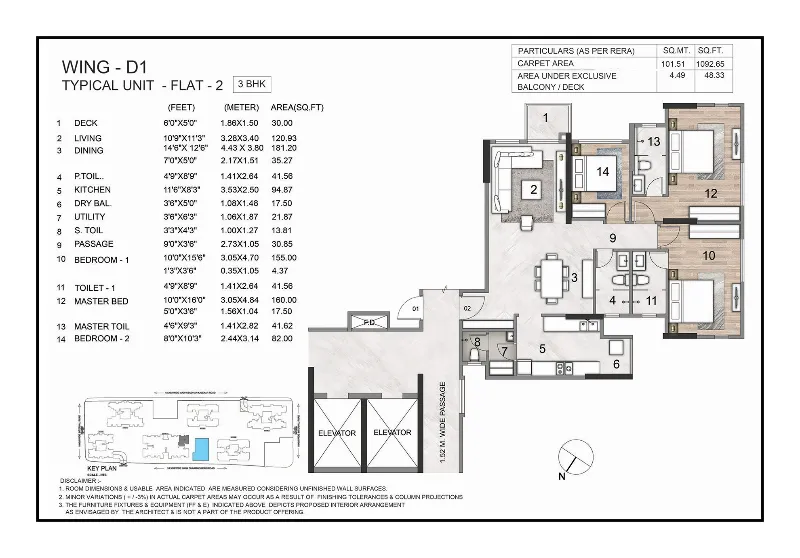 WING - D1
TYPICAL UNIT - FLAT - 2 3 BHK
PARTICULARS (AS PER RERA) SQ.MT. SQ.FT.
CARPET AREA 101.51 1092.65
AREA UNDER EXCLUSIVE BALCONY / DECK 4.49 48.33
(FEET) (METER) AREA(SQ.FT)
1 DECK 6'0"X5'0" 1.86X1.50 30.00
2 LIVING 10'9"X11'3" 3.28X3.40 120.93
3 DINING 14'6"X 12'6" 4.43 X 3.80 181.20
7'0"X5'0" 2.17X1.51 35.27
4 P.TOIL.. 4'9"X8'9" 1.41X2.64 41.56
5 KITCHEN 11'6"X8'3" 3.53X2.50 94.87
6 DRY BAL. 3'6"X5'0" 1.08X1.48 17.50
7 UTILITY 3'6"X6'3" 1.06X1.87 21.87
8 S. TOIL 3'3"X4'3" 1.00X1.27 13.81
9 PASSAGE 9'0"X3'6" 2.73X1.05 30.85
10 BEDROOM - 1 10'0"X15'6" 3.05X4.70 155.00
1'3"X3'6" 0.35X1.05 4.37
11 TOILET - 1 4'9"X8'9" 1.41X2.64 41.56
12 MASTER BED 10'0"X16'0" 3.05X4.84 160.00
5'0"X3'6" 1.56X1.04 17.50
13 MASTER TOIL 4'6"X9'3" 1.41X2.82 41.62
14 BEDROOM - 2 8'0"X10'3" 2.44X3.14 82.00
1
13
14
2
12
9
10
3
4
11
01
02
F.D.
8
7
5
6
ELEVATOR
ELEVATOR
1.52 M. WIDE PASSAGE
N
KEY PLAN
DISCLAIMER :-
1. ROOM DIMENSIONS & USABLE AREA INDICATED ARE MEASURED CONSIDERING UNFINISHED WALL SURFACES.
2. MINOR VARIATIONS ( + / -3%) IN ACTUAL CARPET AREAS MAY OCCUR AS A RESULT OF FINISHING TOLERANCES & COLUMN PROJECTIONS
3. THE FURNITURE FIXTURES & EQUIPMENT (FF & E) INDICATED ABOVE DEPICTS PROPOSED INTERIOR ARRANGEMENT
AS ENVISAGED BY THE ARCHITECT & IS NOT A PART OF THE PRODUCT OFFERING.